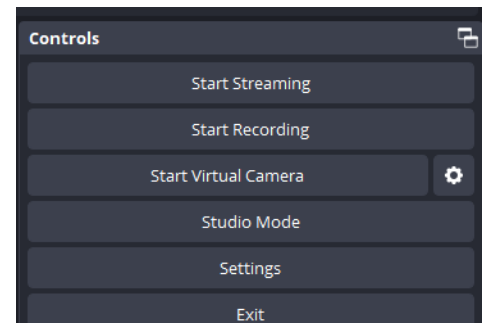 Controls
Start Streaming
Start Recording
Start Virtual Camera
Studio Mode
Settings
Exit